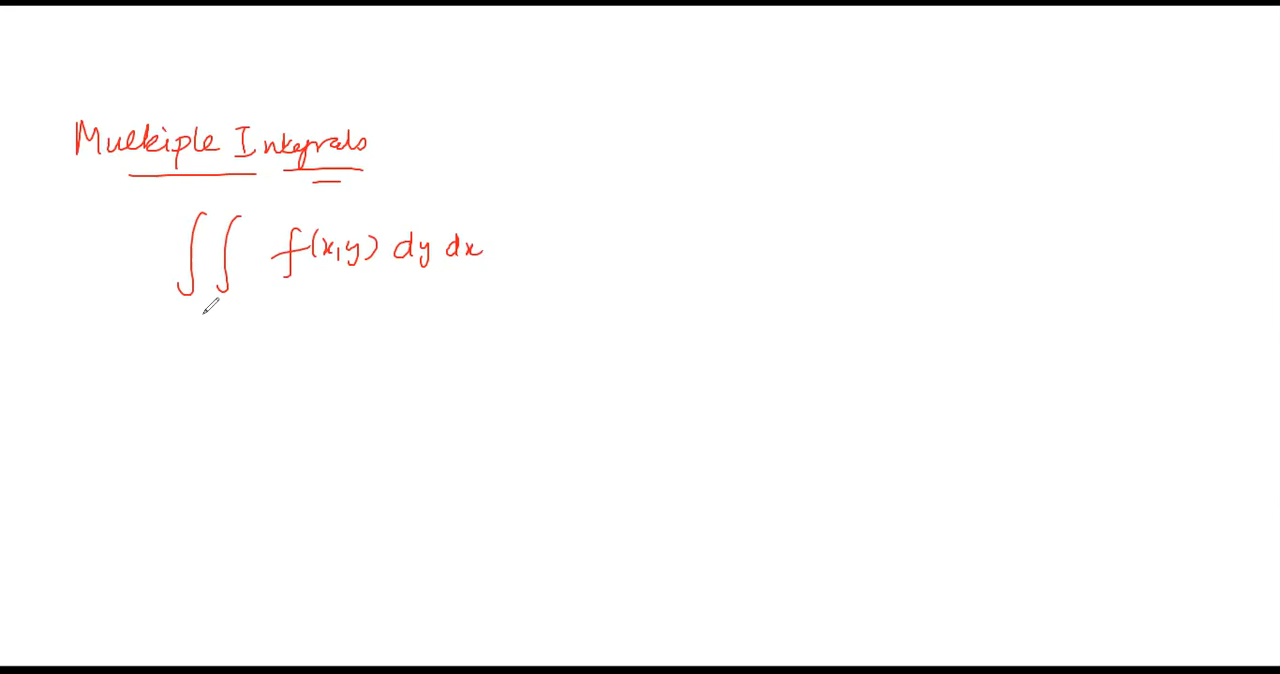 Multiple Integrals
∫∫ f(x,y) dy dx